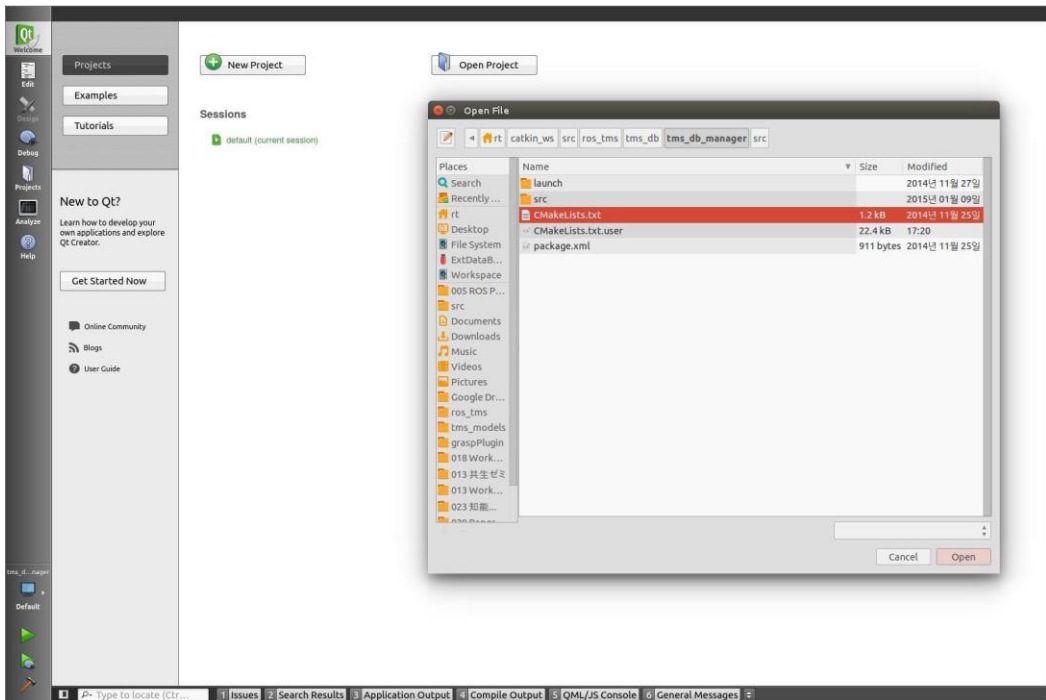 Qt
Welcome
Edit
Design
Debug
Projects
Analyze
Help
tms_d...nager
Default
Projects
Examples
Tutorials
New to Qt?
Learn how to develop your
own applications and explore
Qt Creator.
Get Started Now
Online Community
Blogs
User Guide
New Project
Open Project
Sessions
default (current session)
Open File
rt catkin_ws src ros_tms tms_db tms_db_manager src
Places
Search
Recently ...
rt
Desktop
File System
ExtDataB...
Workspace
005 ROS P...
src
Documents
Downloads
Music
Videos
Pictures
Google Dr...
ros_tms
tms_models
graspPlugin
018 Work...
013 共生ゼミ
013 Work...
023 知能...
Name Size Modified
launch 2014년 11월 27일
src 2015년 01월 09일
CMakeLists.txt 1.2 kB 2014년 11월 25일
CMakeLists.txt.user 22.4 kB 17:20
package.xml 911 bytes 2014년 11월 25일
Cancel Open
Type to locate (Ctr...
1 Issues 2 Search Results 3 Application Output 4 Compile Output 5 QML/JS Console 6 General Messages